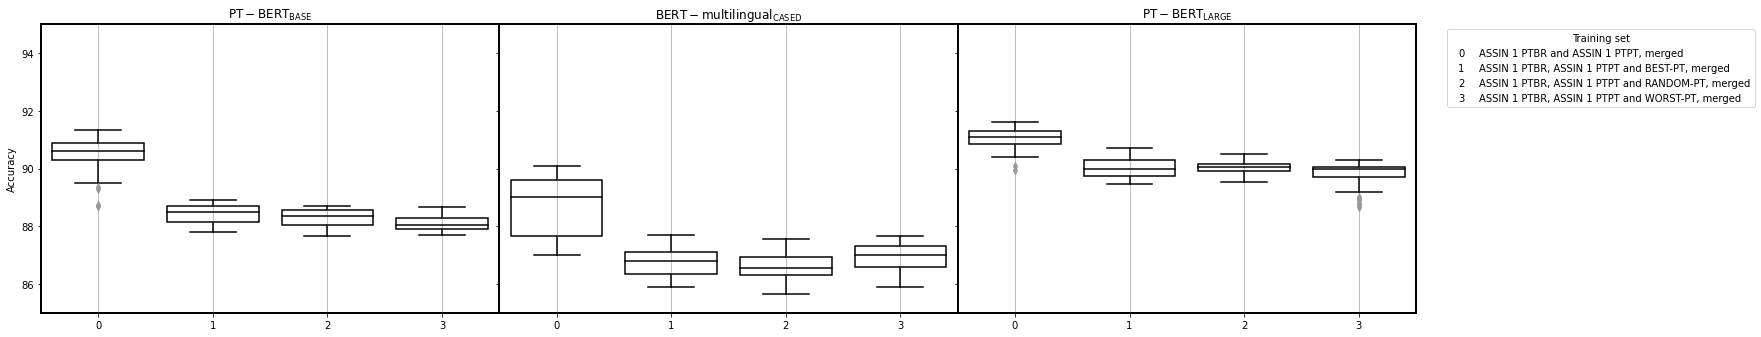 PT − BERT_BASE
BERT − multilingual_CASED
PT − BERT_LARGE
Accuracy
94
92
90
88
86
0 1 2 3
0 1 2 3
0 1 2 3
Training set
0 ASSIN 1 PTBR and ASSIN 1 PTPT, merged
1 ASSIN 1 PTBR, ASSIN 1 PTPT and BEST-PT, merged
2 ASSIN 1 PTBR, ASSIN 1 PTPT and RANDOM-PT, merged
3 ASSIN 1 PTBR, ASSIN 1 PTPT and WORST-PT, merged